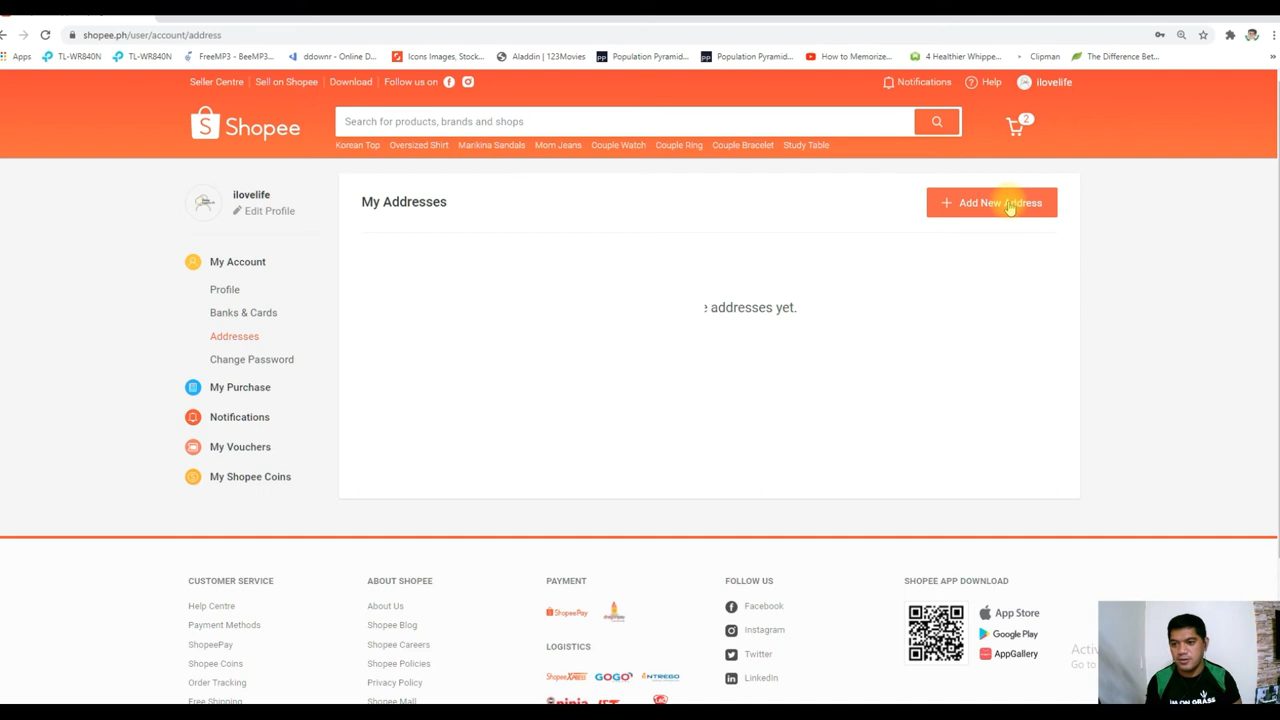 shopee.ph/user/account/address
Apps TL-WR840N TL-WR840N FreeMP3 - BeeMP3... ddownr - Online D... Icons Images, Stock... Aladdin | 123Movies Population Pyramid... Population Pyramid... How to Memorize... 4 Healthier Whippe... Clipman The Difference Bet... »
Seller Centre Sell on Shopee Download Follow us on Notifications Help ilovelife
Shopee Search for products, brands and shops 2
Korean Top Oversized Shirt Marikina Sandals Mom Jeans Couple Watch Couple Ring Couple Bracelet Study Table
ilovelife
Edit Profile
My Account
Profile
Banks & Cards
Addresses
Change Password
My Purchase
Notifications
My Vouchers
My Shopee Coins
My Addresses
+ Add New Address
addresses yet.
CUSTOMER SERVICE
Help Centre
Payment Methods
ShopeePay
Shopee Coins
Order Tracking
Free Shipping
ABOUT SHOPEE
About Us
Shopee Blog
Shopee Careers
Shopee Policies
Privacy Policy
Shopee Mall
PAYMENT
ShopeePay
LOGISTICS
GOGO
FOLLOW US
Facebook
Instagram
Twitter
LinkedIn
SHOPEE APP DOWNLOAD
App Store
Google Play
AppGallery